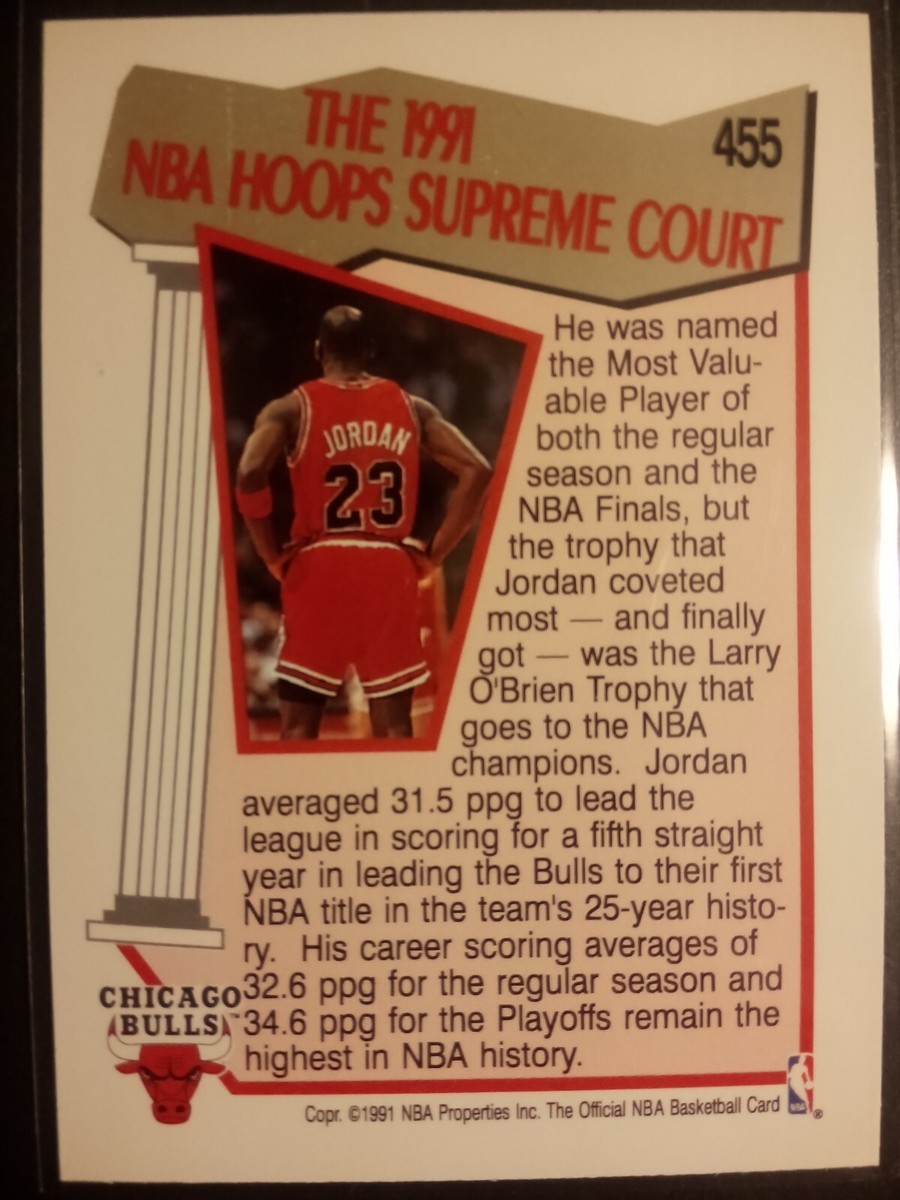 THE 1991
NBA HOOPS SUPREME COURT
455
JORDAN
23
He was named
the Most Valu-
able Player of
both the regular
season and the
NBA Finals, but
the trophy that
Jordan coveted
most — and finally
got — was the Larry
O'Brien Trophy that
goes to the NBA
champions. Jordan
averaged 31.5 ppg to lead the
league in scoring for a fifth straight
year in leading the Bulls to their first
NBA title in the team's 25-year histo-
ry. His career scoring averages of
32.6 ppg for the regular season and
34.6 ppg for the Playoffs remain the
highest in NBA history.
CHICAGO
BULLS™
Copr. ©1991 NBA Properties Inc. The Official NBA Basketball Card
NBA ®